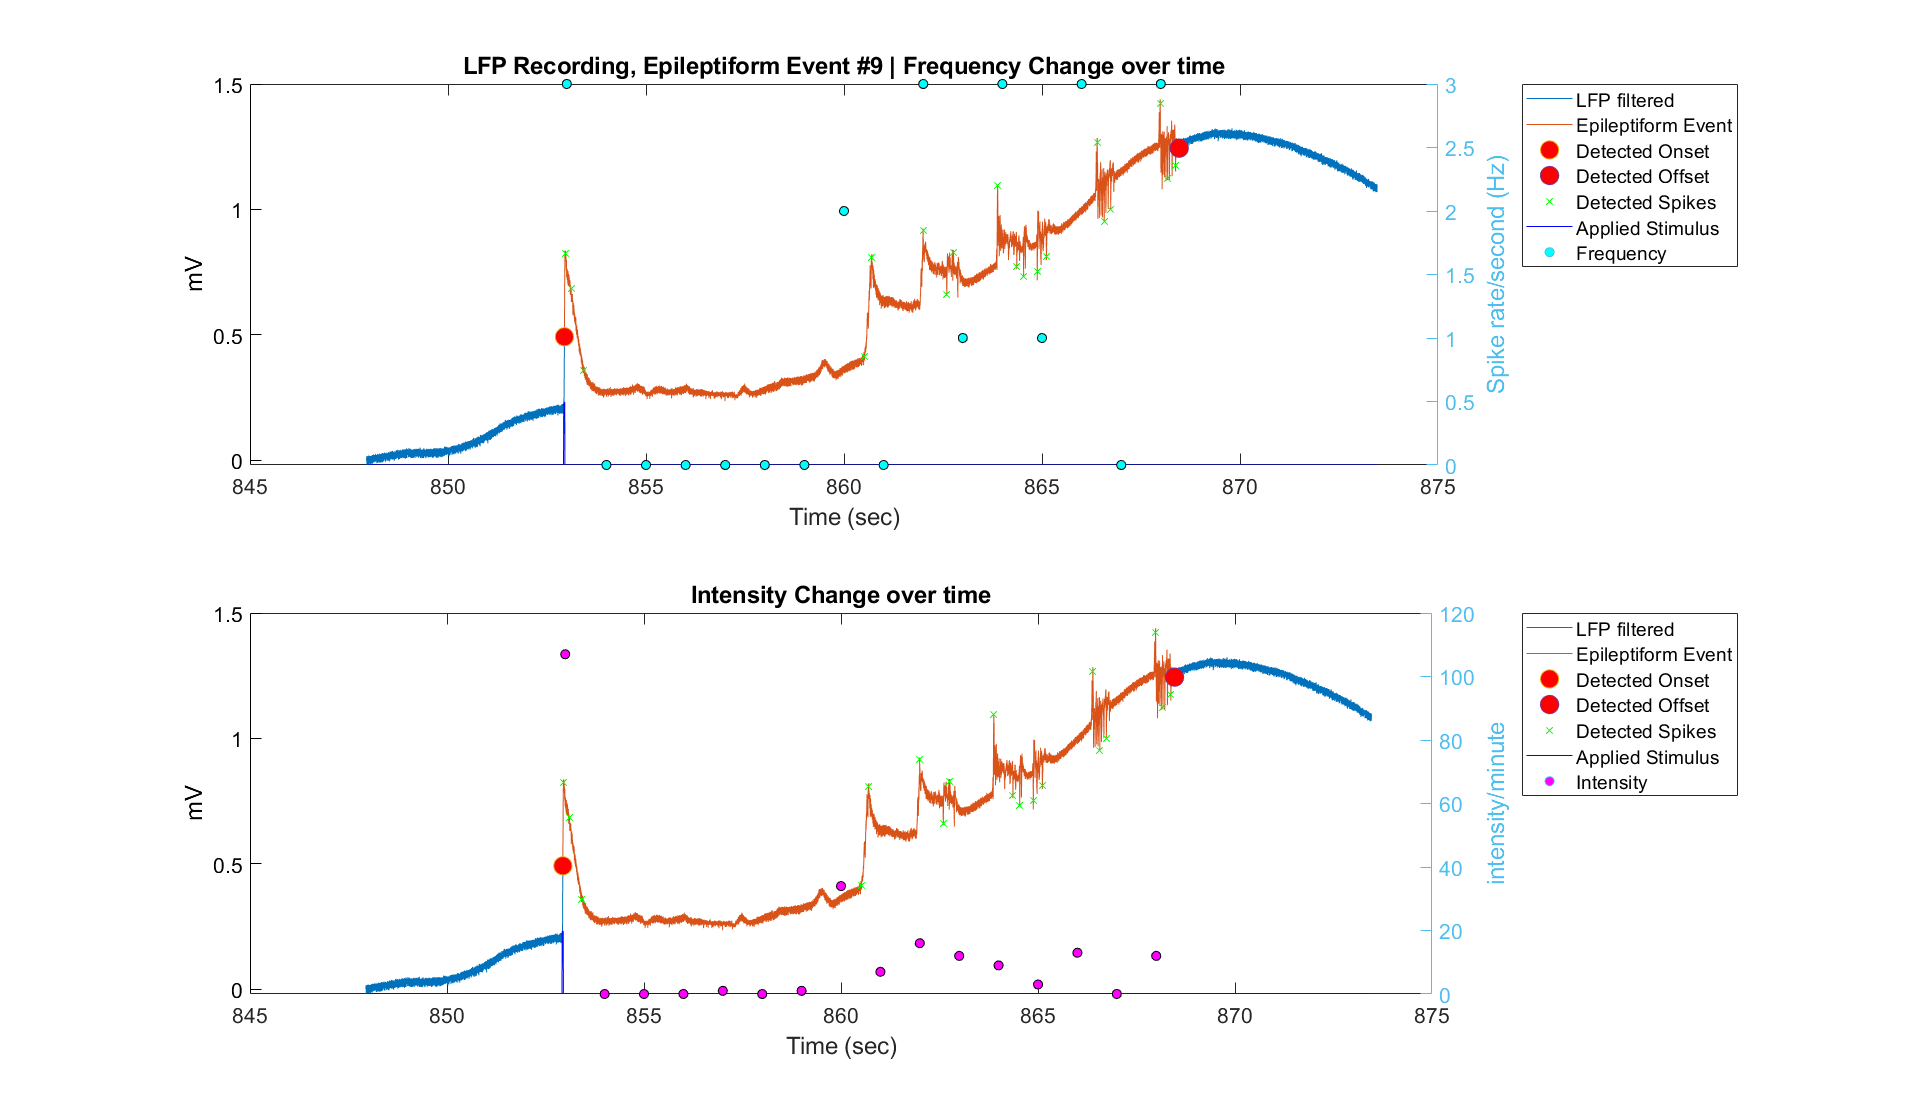 LFP Recording, Epileptiform Event #9 | Frequency Change over time
1.5
1
0.5
0
mV
845
850
855
860
865
870
875
Time (sec)
3
2.5
2
1.5
1
0.5
0
Spike rate/second (Hz)
LFP filtered
Epileptiform Event
Detected Onset
Detected Offset
Detected Spikes
Applied Stimulus
Frequency
Intensity Change over time
1.5
1
0.5
0
mV
845
850
855
860
865
870
875
Time (sec)
120
100
80
60
40
20
0
intensity/minute
LFP filtered
Epileptiform Event
Detected Onset
Detected Offset
Detected Spikes
Applied Stimulus
Intensity